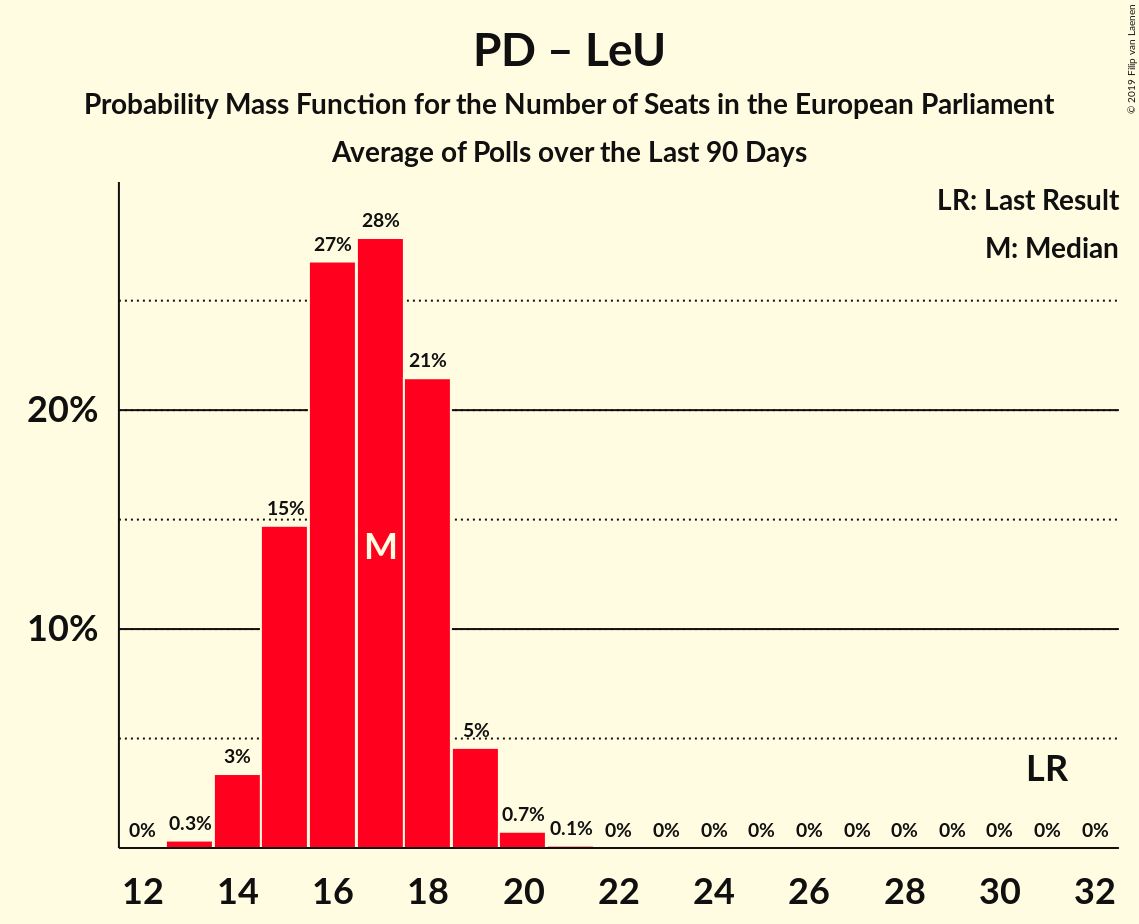 PD – LeU
Probability Mass Function for the Number of Seats in the European Parliament
Average of Polls over the Last 90 Days
© 2019 Filip van Laenen
LR: Last Result
M: Median
28%
27%
21%
20%
15%
M
10%
5%
3%
LR
0% 0.3% 0.7% 0.1% 0% 0% 0% 0% 0% 0% 0% 0% 0% 0% 0%
12 14 16 18 20 22 24 26 28 30 32